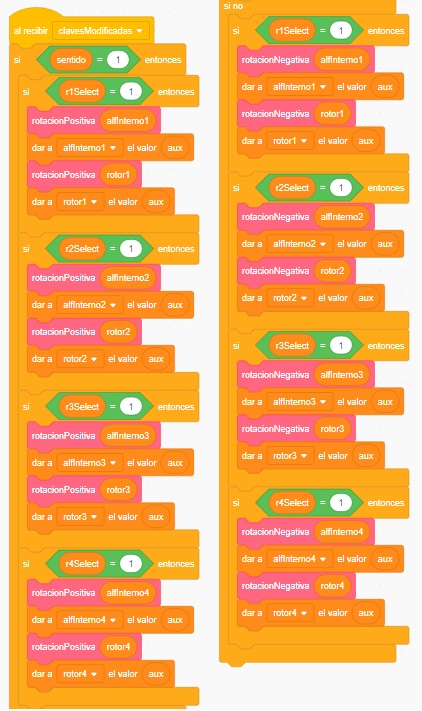 al recibir clavesModificadas
si sentido = 1 entonces
si r1Select = 1 entonces
rotacionPositiva alfInterno1
dar a alfInterno1 el valor aux
rotacionPositiva rotor1
dar a rotor1 el valor aux
si r2Select = 1 entonces
rotacionPositiva alfInterno2
dar a alfInterno2 el valor aux
rotacionPositiva rotor2
dar a rotor2 el valor aux
si r3Select = 1 entonces
rotacionPositiva alfInterno3
dar a alfInterno3 el valor aux
rotacionPositiva rotor3
dar a rotor3 el valor aux
si r4Select = 1 entonces
rotacionPositiva alfInterno4
dar a alfInterno4 el valor aux
rotacionPositiva rotor4
dar a rotor4 el valor aux
si no
si r1Select = 1 entonces
rotacionNegativa alfInterno1
dar a alfInterno1 el valor aux
rotacionNegativa rotor1
dar a rotor1 el valor aux
si r2Select = 1 entonces
rotacionNegativa alfInterno2
dar a alfInterno2 el valor aux
rotacionNegativa rotor2
dar a rotor2 el valor aux
si r3Select = 1 entonces
rotacionNegativa alfInterno3
dar a alfInterno3 el valor aux
rotacionNegativa rotor3
dar a rotor3 el valor aux
si r4Select = 1 entonces
rotacionNegativa alfInterno4
dar a alfInterno4 el valor aux
rotacionNegativa rotor4
dar a rotor4 el valor aux